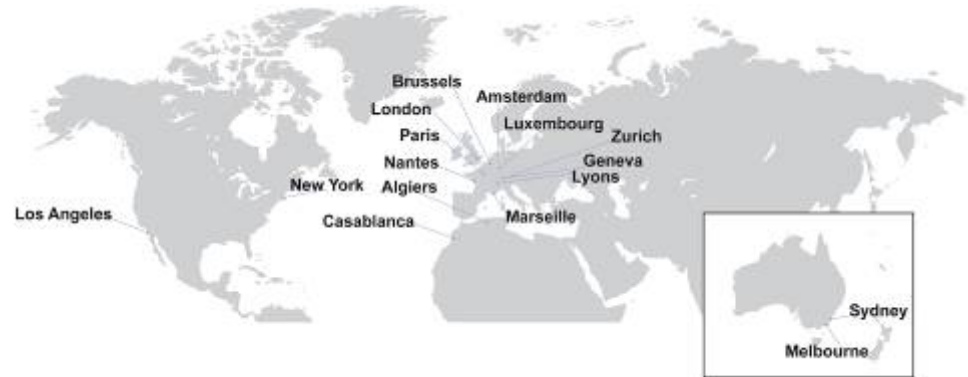 Brussels
Amsterdam
London
Luxembourg
Paris
Zurich
Nantes
Geneva
Lyons
New York
Algiers
Los Angeles
Casablanca
Marseille
Sydney
Melbourne